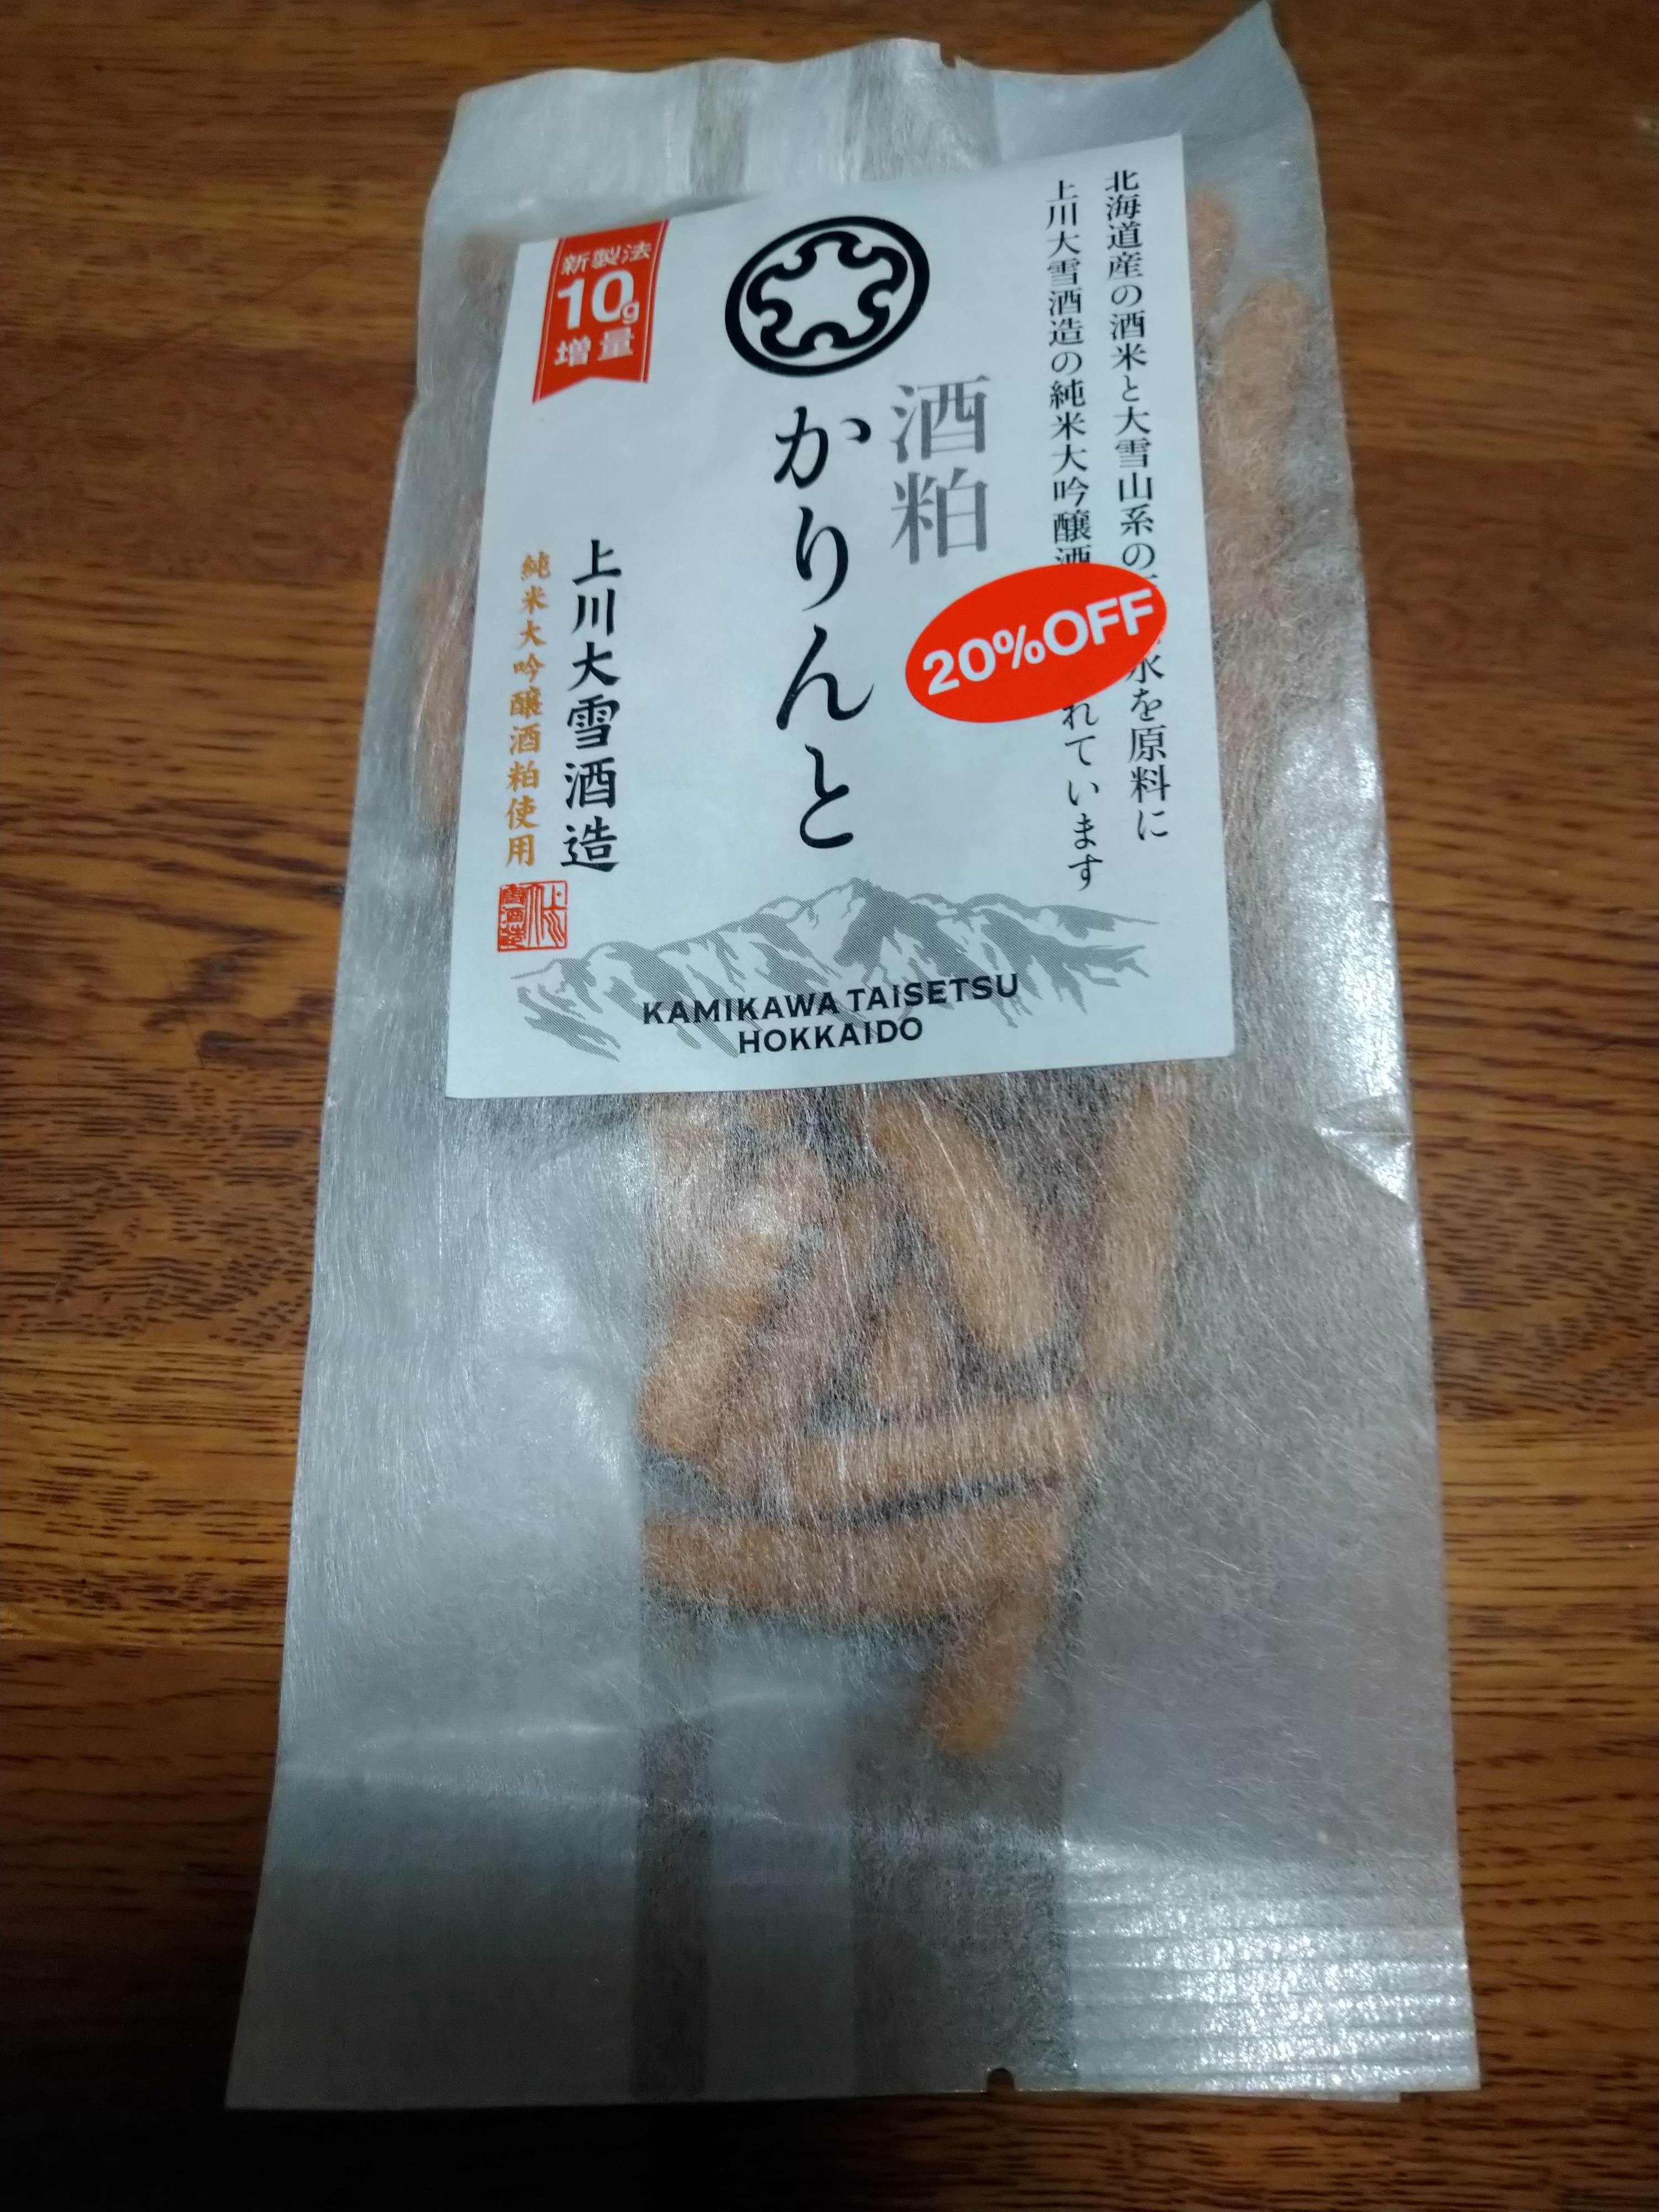 北海道産の酒米と大雪山系の
水を原料に
上川大雪酒造の純米大吟醸酒
れています
20%OFF
酒粕
かりんと
新製法
10g
増量
上川大雪酒造
純米大吟醸酒粕使用
KAMIKAWA TAISETSU
HOKKAIDO